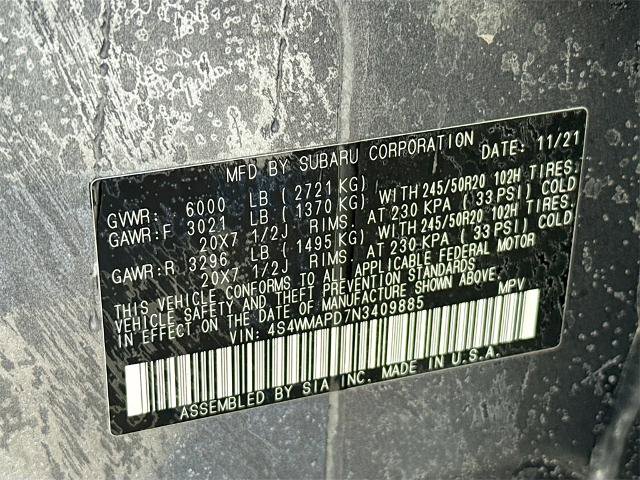 MFD BY SUBARU CORPORATION DATE: 11/21
GVWR: 6000 LB ( 2721 KG)
GAWR:F 3021 LB ( 1370 KG) WITH 245/50R20 102H TIRES.
20X7 1/2J RIMS. AT 230 KPA ( 33 PSI) COLD
GAWR:R 3296 LB ( 1495 KG) WITH 245/50R20 102H TIRES.
20X7 1/2J RIMS. AT 230 KPA ( 33 PSI) COLD
THIS VEHICLE CONFORMS TO ALL APPLICABLE FEDERAL MOTOR
VEHICLE SAFETY AND THEFT PREVENTION STANDARDS
IN EFFECT ON THE DATE OF MANUFACTURE SHOWN ABOVE.
VIN: 4S4WMAPD7N3409885 MPV
ASSEMBLED BY SIA INC. MADE IN U.S.A.